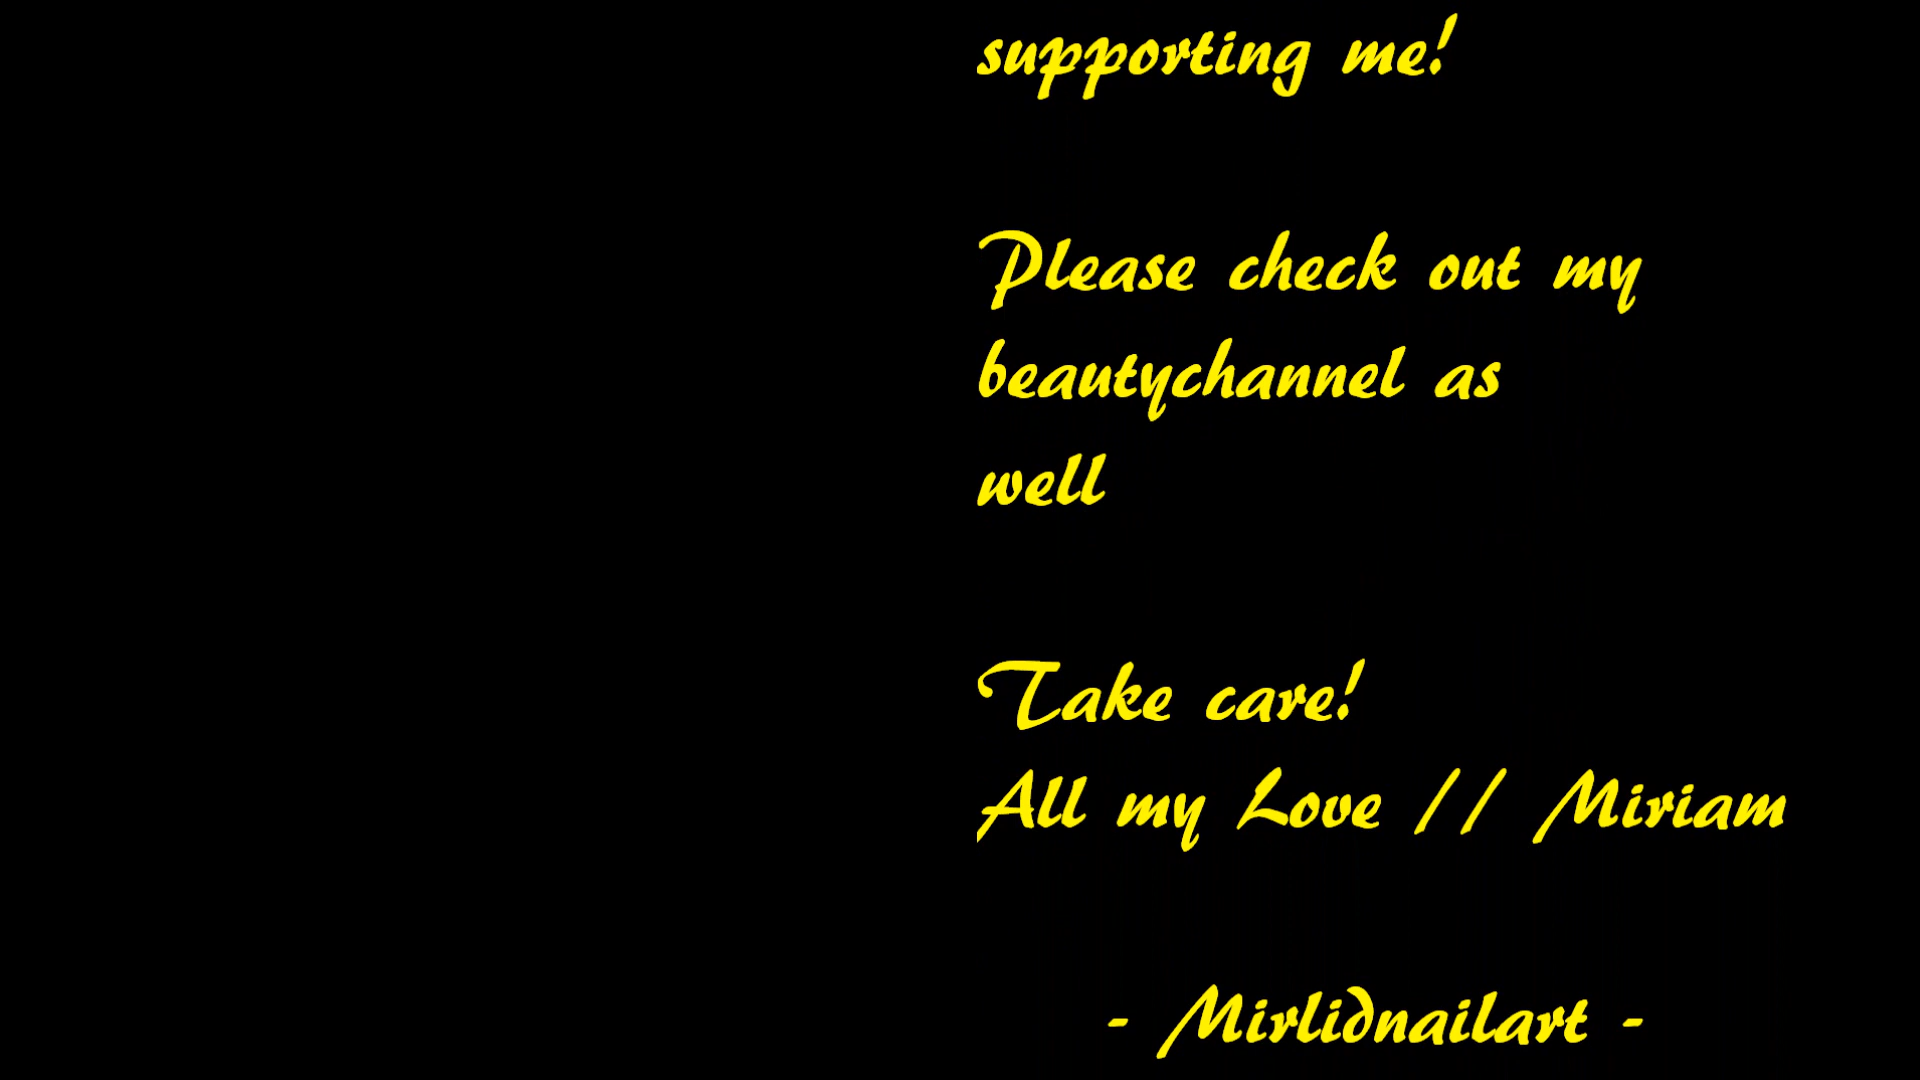 supporting me!
Please check out my
beautychannel as
well
Take care!
All my Love // Miriam
- Mirlidnailart -